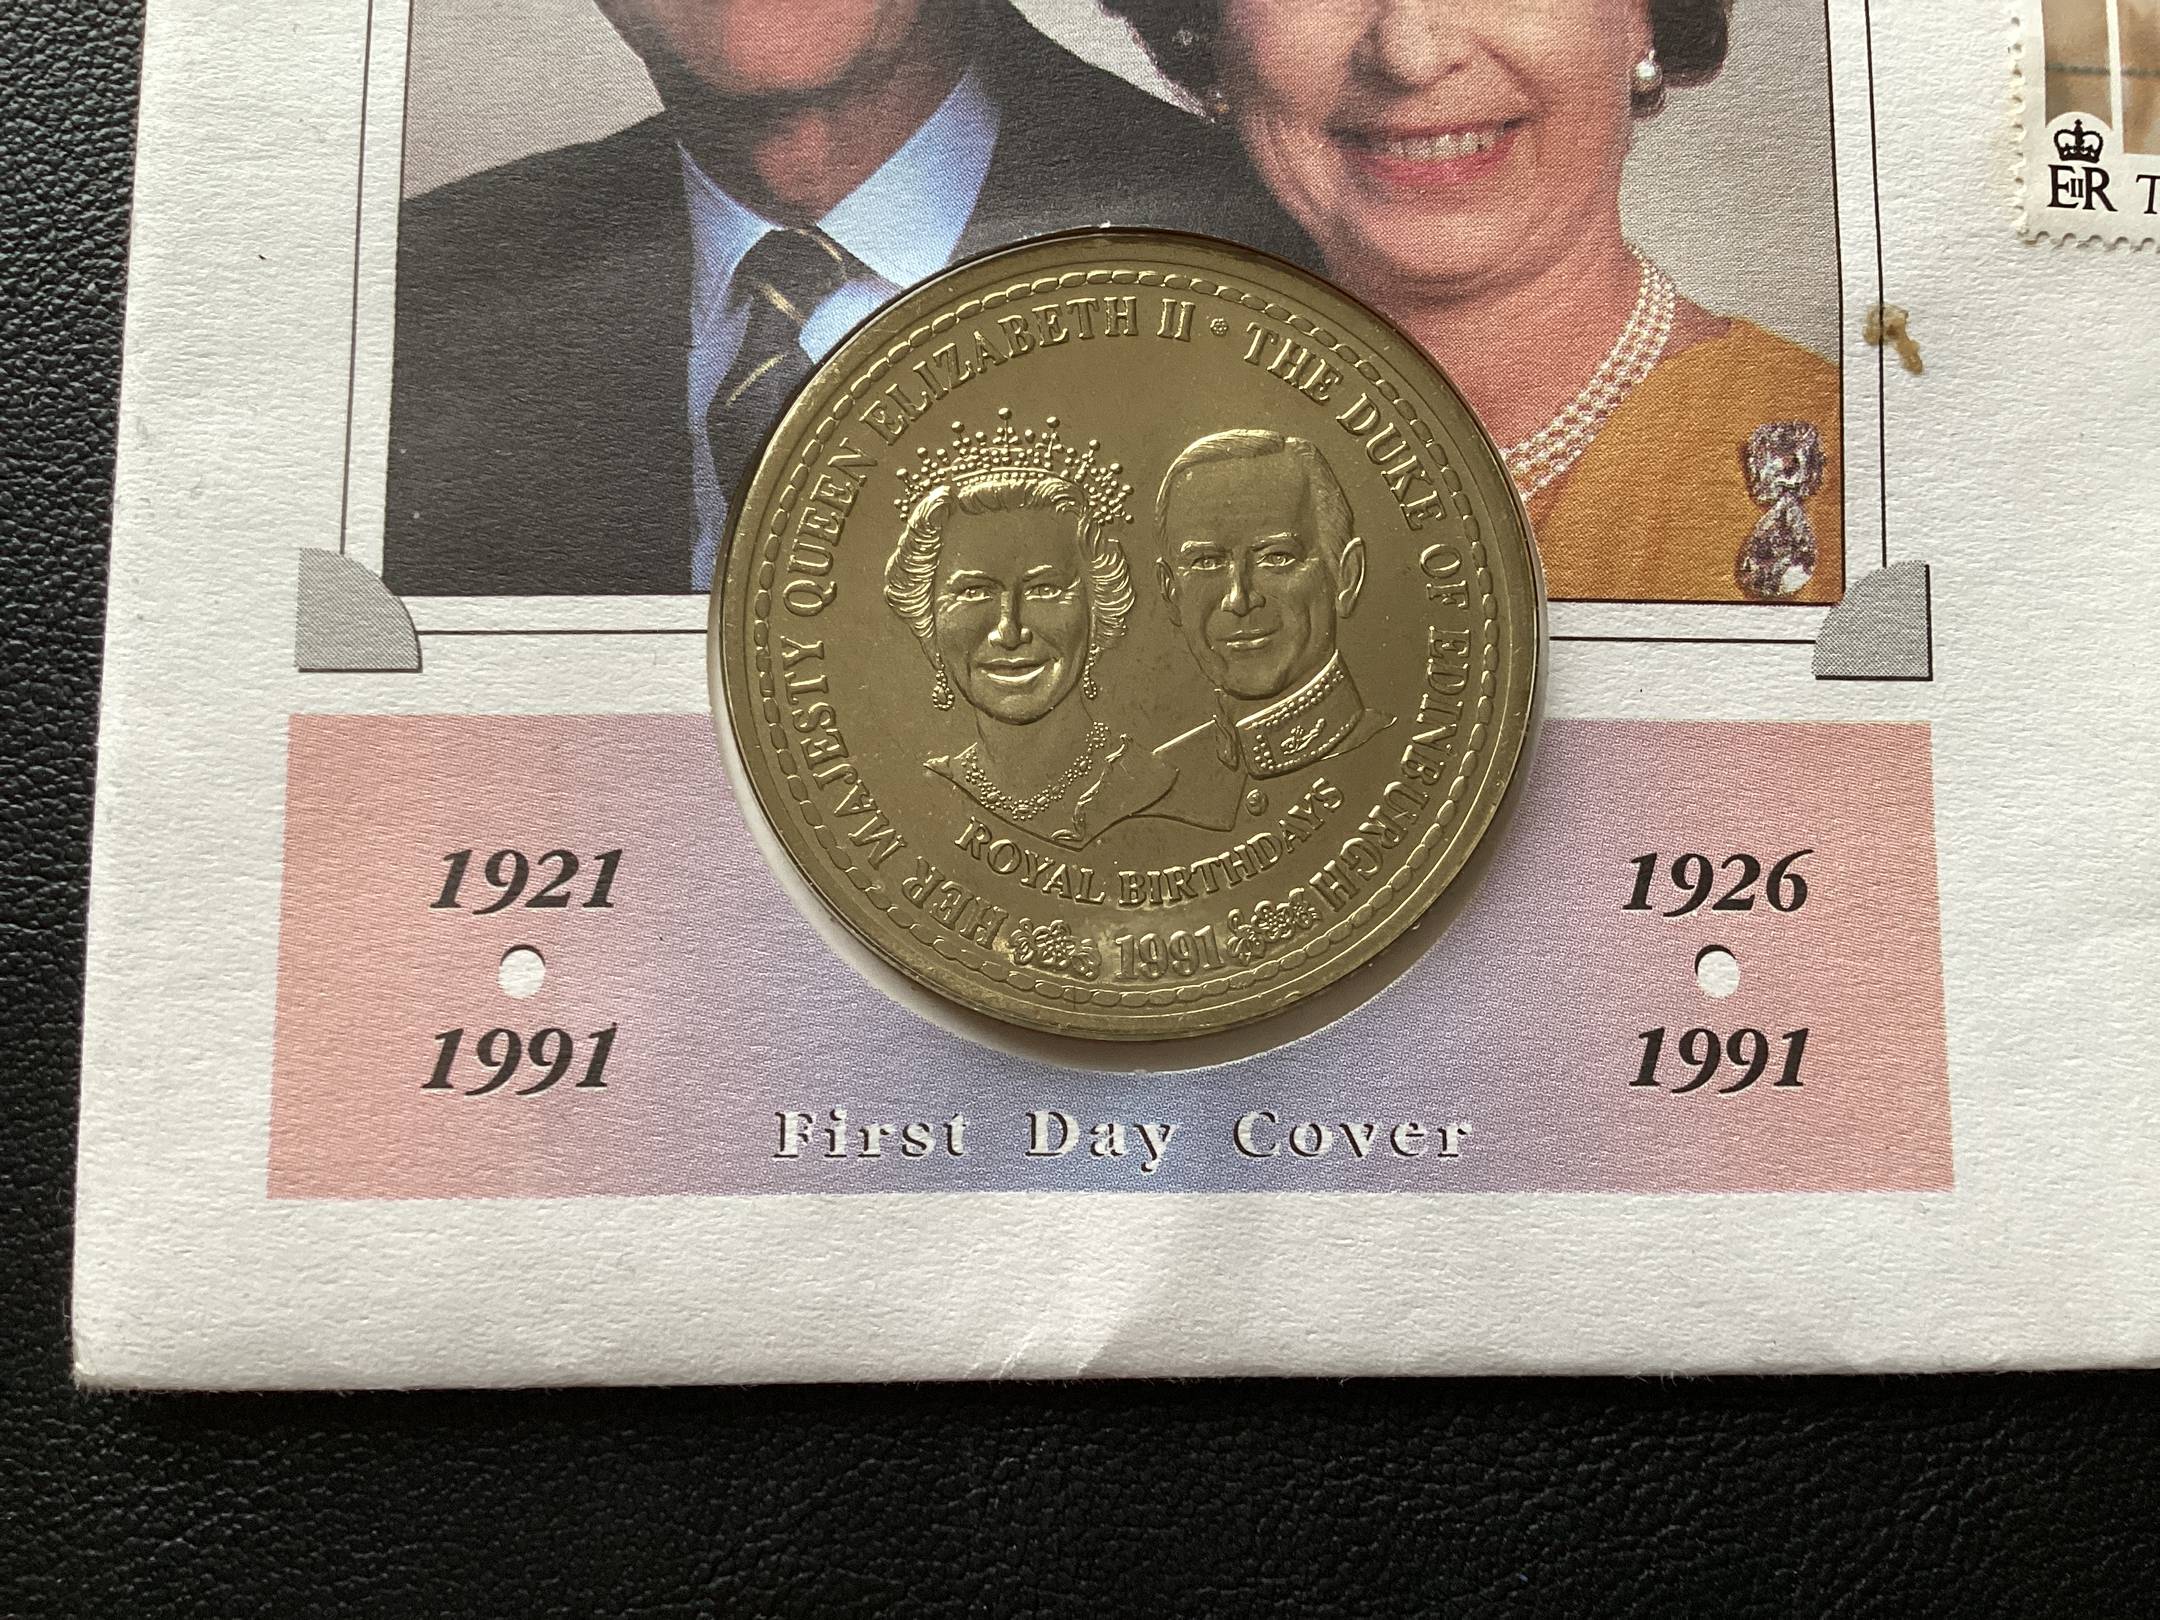 EIIR
HER MAJESTY QUEEN ELIZABETH II • THE DUKE OF EDINBURGH
ROYAL BIRTHDAYS
1991
1921
1991
1926
1991
First Day Cover